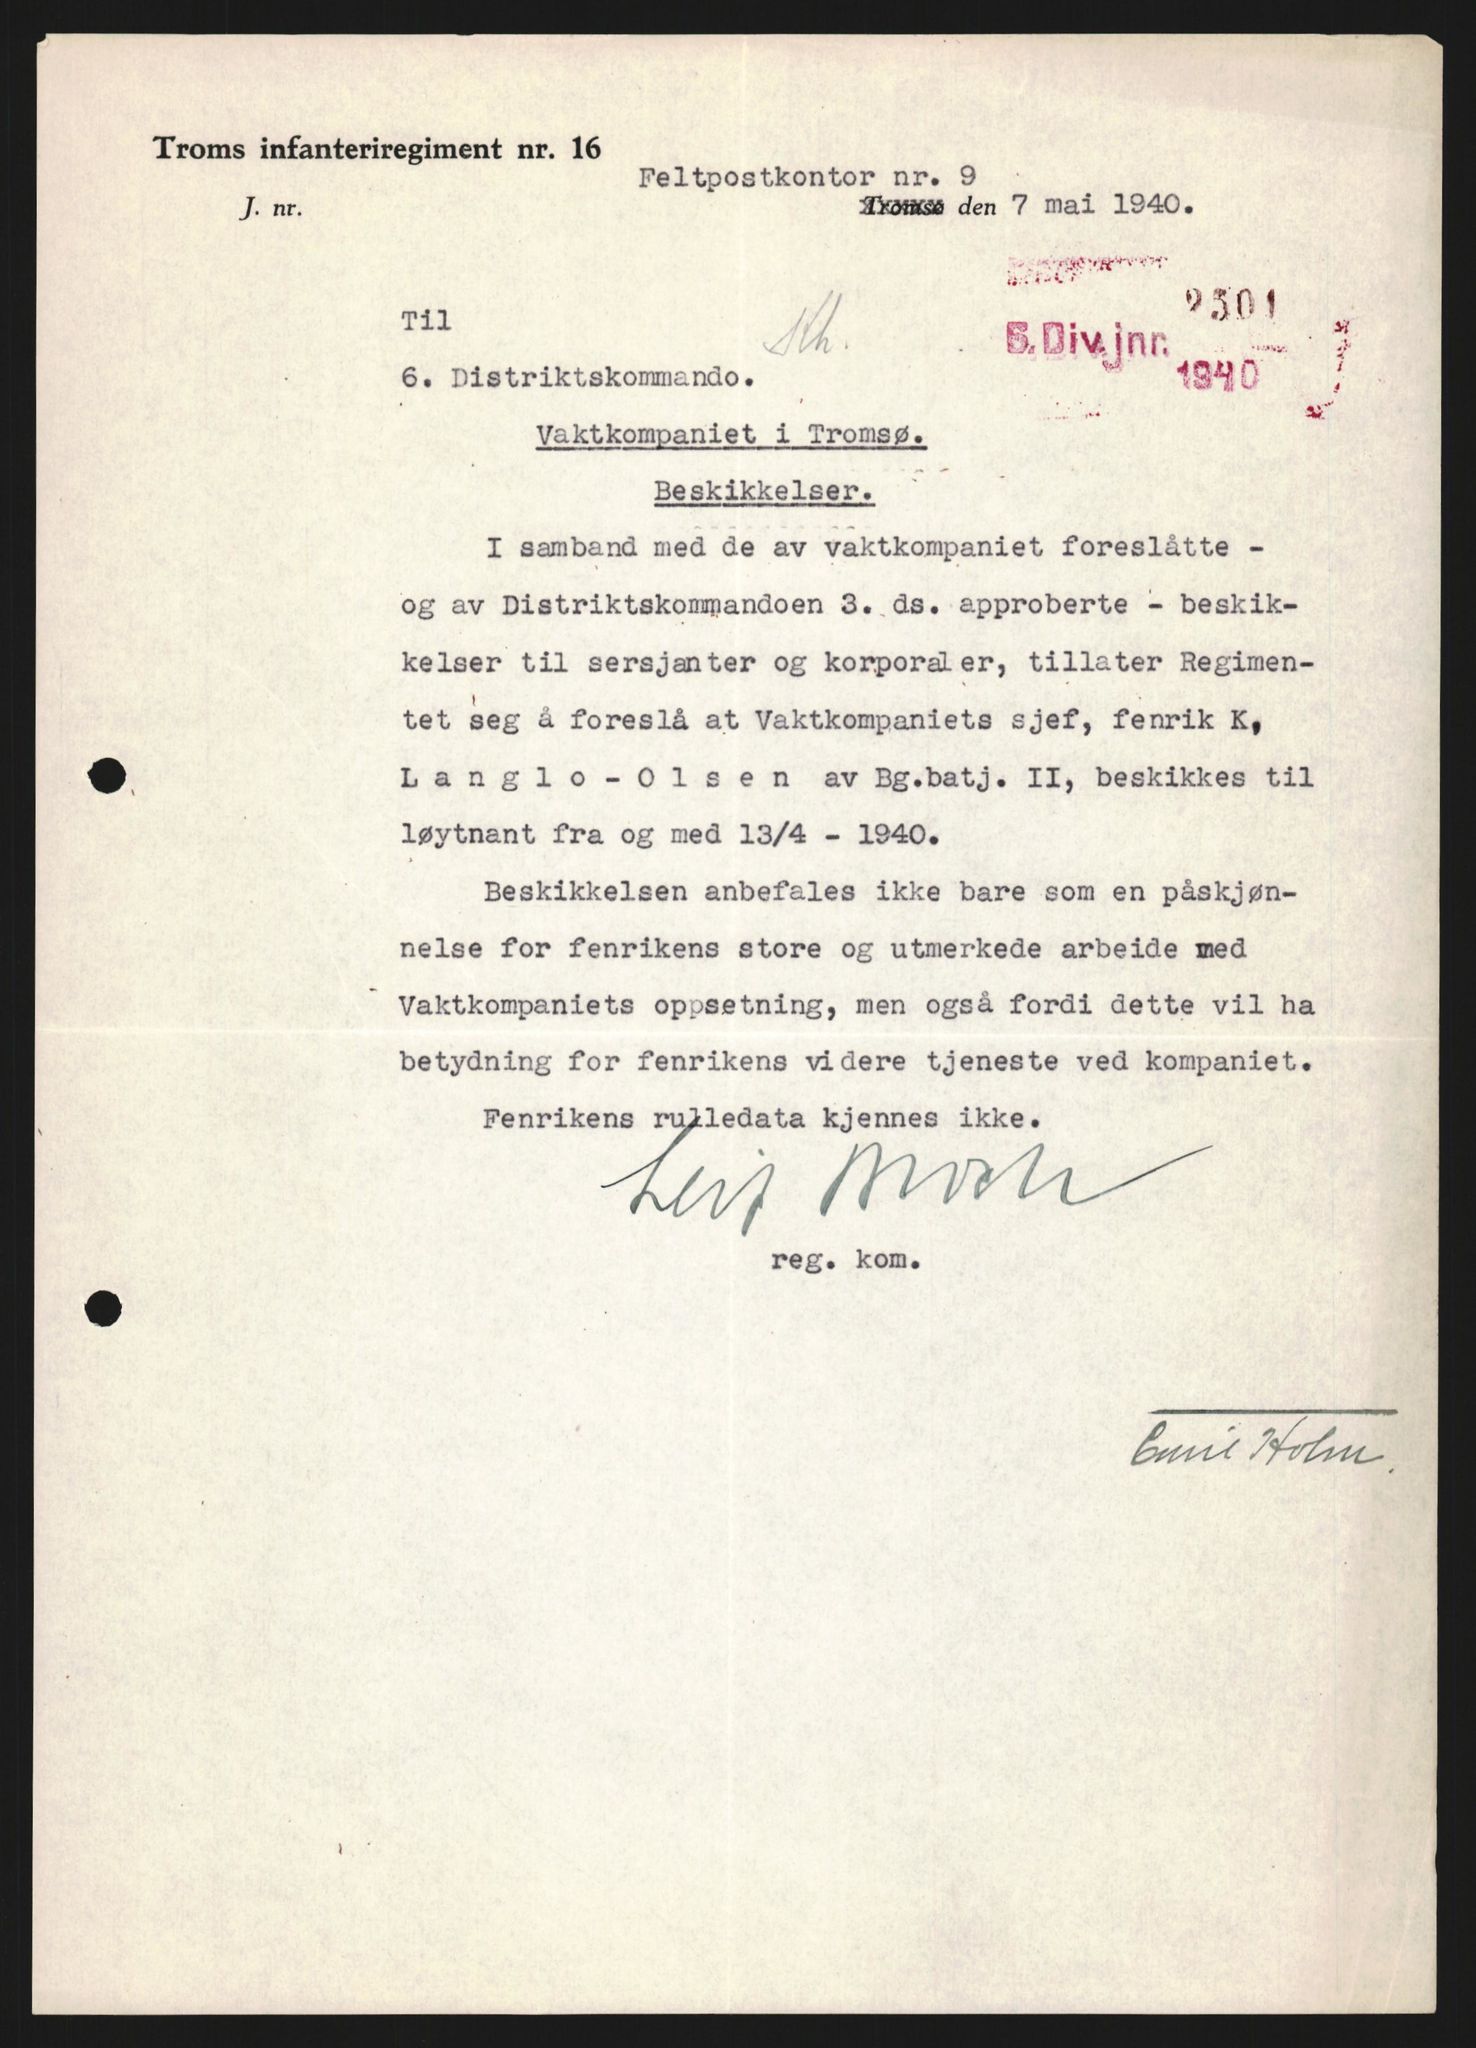 Troms infanteriregiment nr. 16
Feltpostkontor nr. 9
J. nr.
Tromsø den 7 mai 1940.
2501
6. Div. jnr.
1940
Til
Kh.
6. Distriktskommando.
Vaktkompaniet i Tromsø.
Beskikkelser.
I samband med de av vaktkompaniet foreslåtte -
og av Distriktskommandoen 3. ds. approberte - beskik-
kelser til sersjanter og korporaler, tillater Regimen-
tet seg å foreslå at Vaktkompaniets sjef, fenrik K,
L a n g l o - O l s e n av Bg.batj. II, beskikkes til
løytnant fra og med 13/4 - 1940.
Beskikkelsen anbefales ikke bare som en påskjøn-
nelse for fenrikens store og utmerkede arbeide med
Vaktkompaniets oppsetning, men også fordi dette vil ha
betydning for fenrikens videre tjeneste ved kompaniet.
Fenrikens rulledata kjennes ikke.
Leif Broch
reg. kom.
Emil Holm.